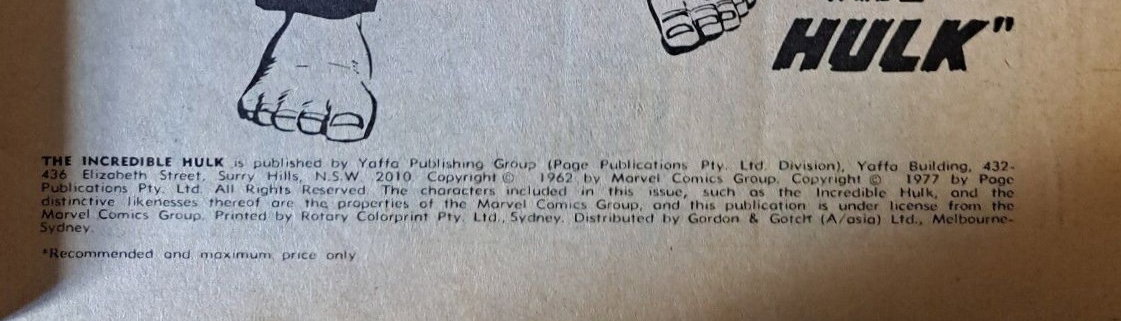 HULK"
THE INCREDIBLE HULK is published by Yaffa Publishing Group (Page Publications Pty. Ltd. Division), Yaffa Building, 432-
436 Elizabeth Street, Surry Hills, N.S.W. 2010. Copyright © 1962 by Marvel Comics Group. Copyright © 1977 by Page
Publications Pty. Ltd. All Rights Reserved. The characters included in this issue, such as the Incredible Hulk, and the
distinctive likenesses thereof are the properties of the Marvel Comics Group, and this publication is under license from the
Marvel Comics Group. Printed by Rotary Colorprint Pty. Ltd., Sydney. Distributed by Gordon & Gotch (A/asia) Ltd., Melbourne-
Sydney.
*Recommended and maximum price only